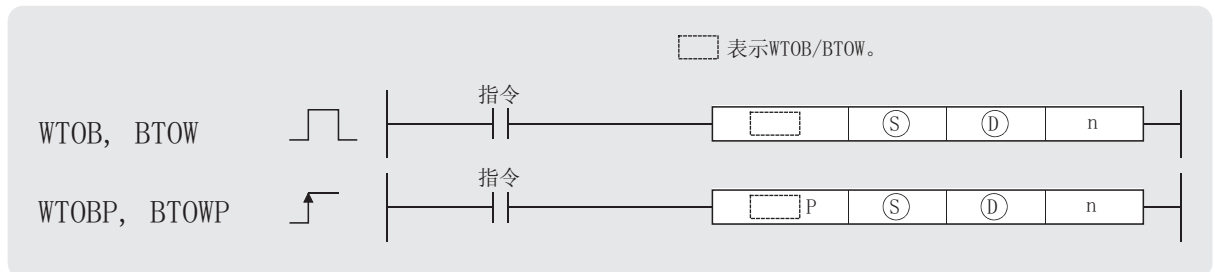 表示WTOB/BTOW。
指令
WTOB, BTOW Ⓢ Ⓓ n
指令
WTOBP, BTOWP P Ⓢ Ⓓ n